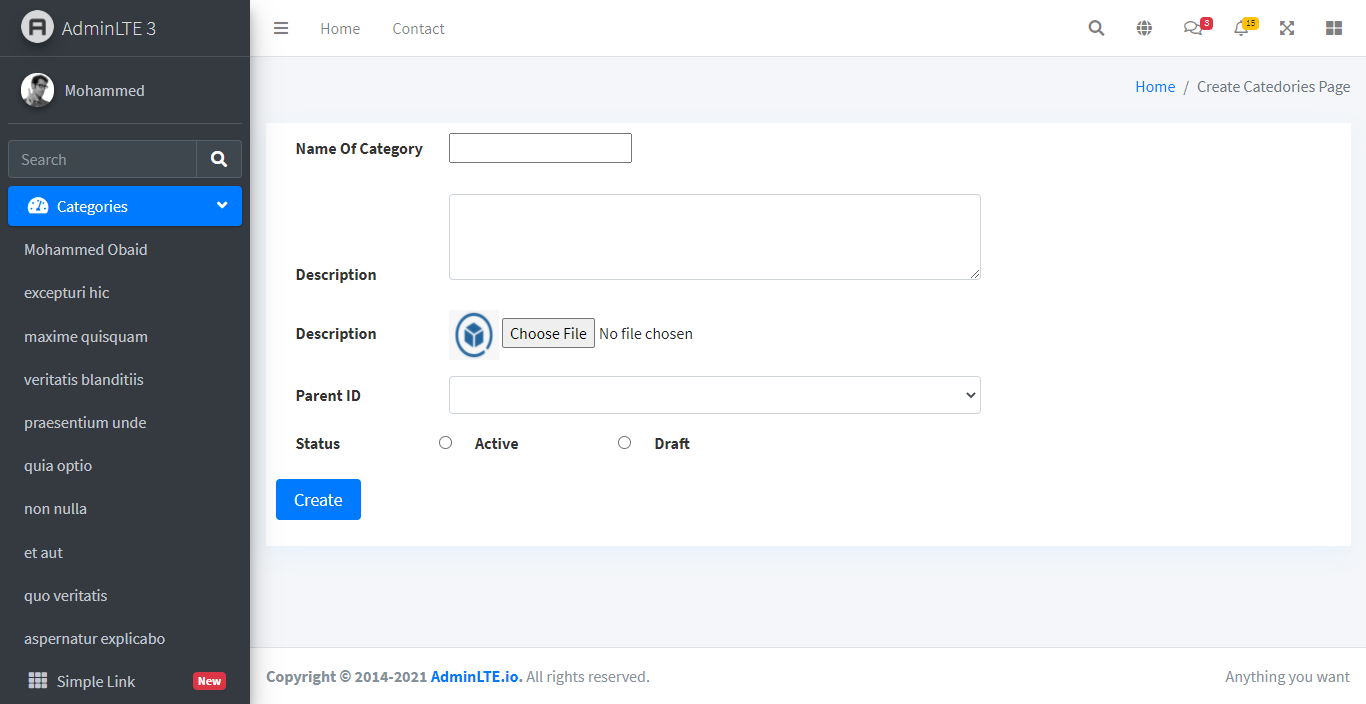 AdminLTE 3
Home
Contact
3
15
Mohammed
Home / Create Catedories Page
Search
Name Of Category
Categories
Mohammed Obaid
excepturi hic
maxime quisquam
veritatis blanditiis
praesentium unde
quia optio
non nulla
et aut
quo veritatis
aspernatur explicabo
Simple Link New
Description
Description Choose File No file chosen
Parent ID
Status Active Draft
Create
Copyright © 2014-2021 AdminLTE.io. All rights reserved.
Anything you want